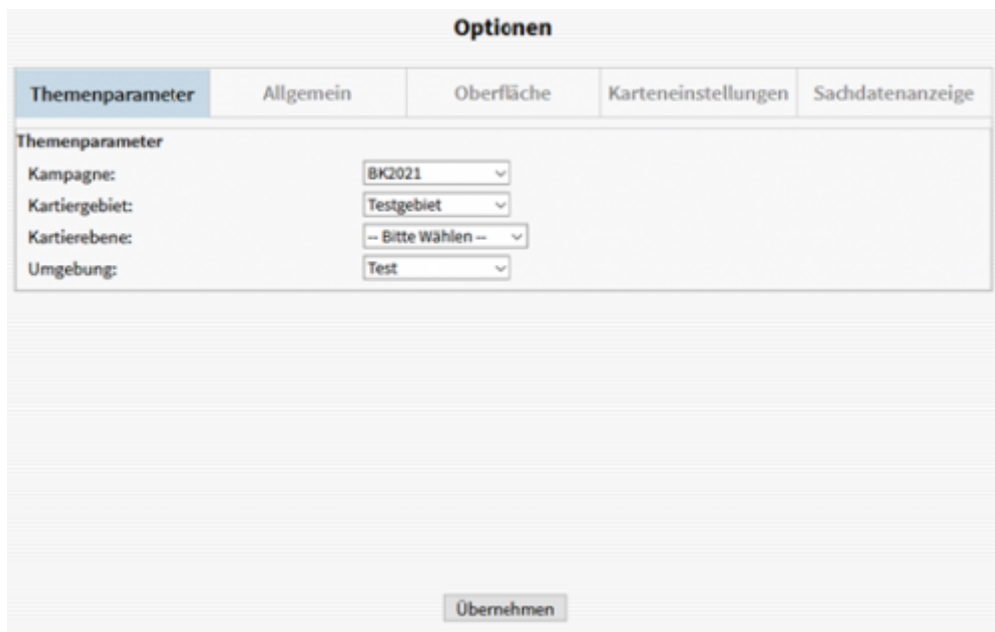 Optionen
Themenparameter Allgemein Oberfläche Karteneinstellungen Sachdatenanzeige
Themenparameter
Kampagne: BK2021
Kartiergebiet: Testgebiet
Kartierebene: -- Bitte Wählen --
Umgebung: Test
Übernehmen